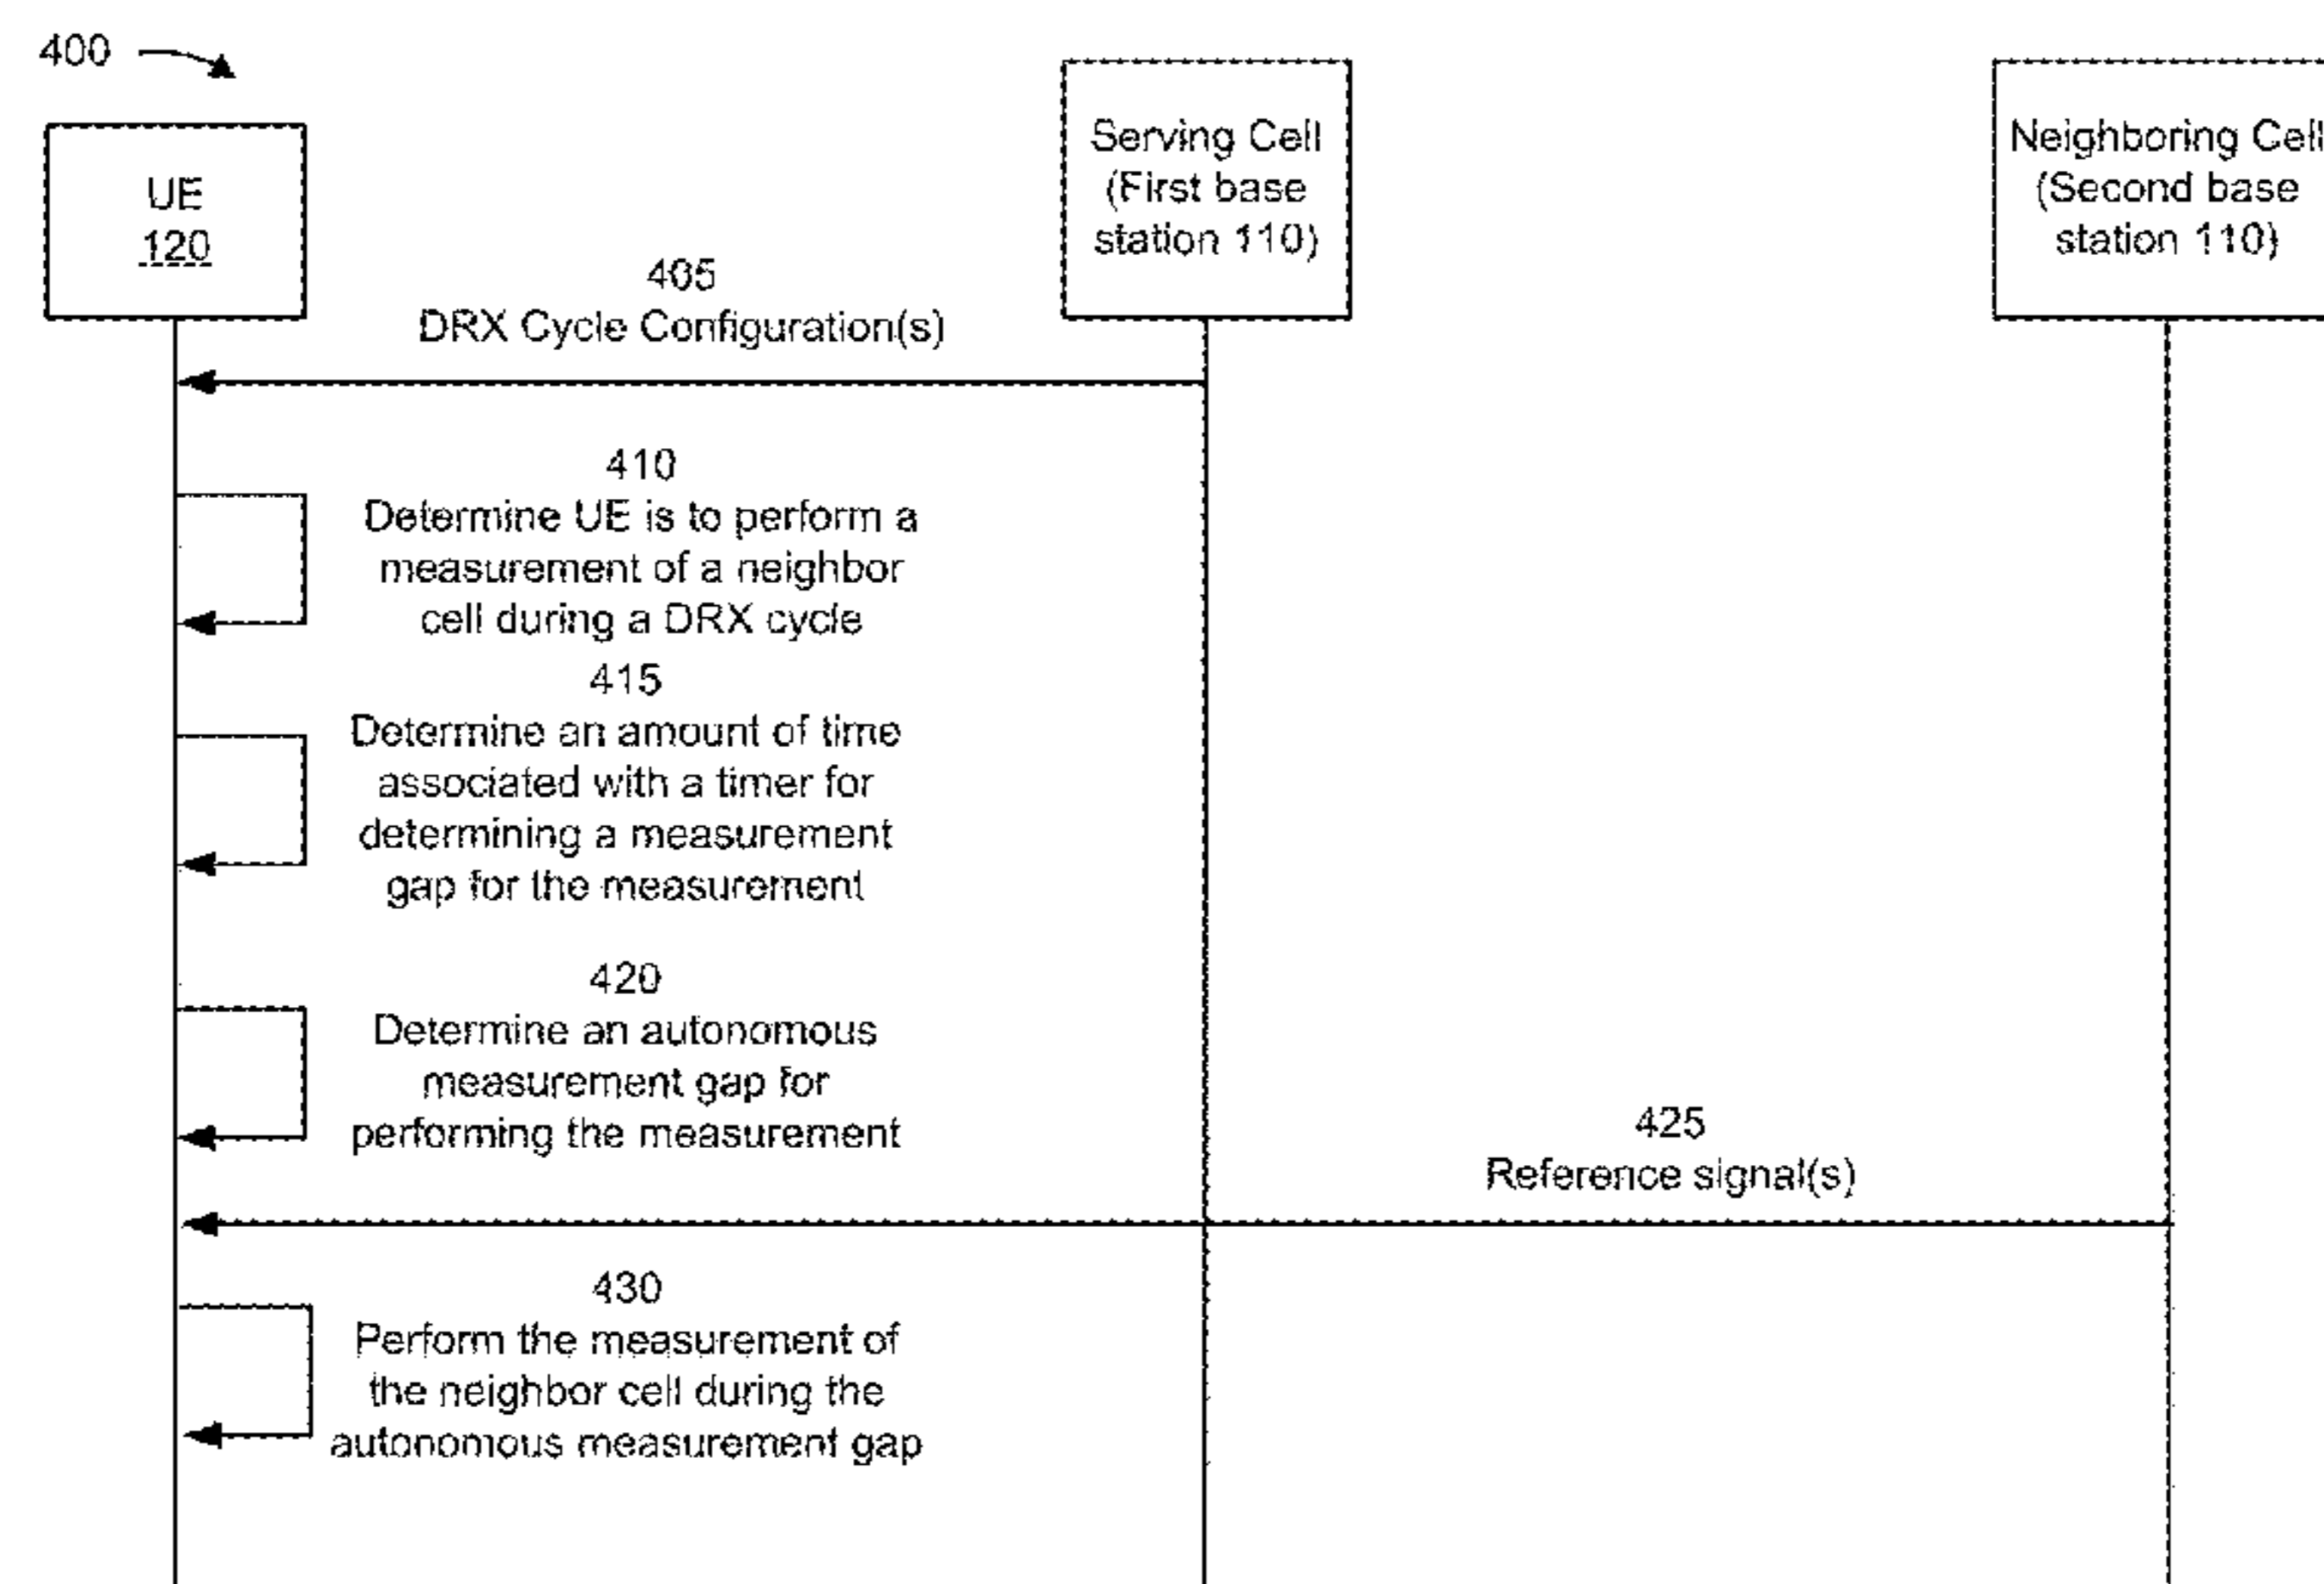 400
UE
120
Serving Cell
(First base
station 110)
Neighboring Cell
(Second base
station 110)
405
DRX Cycle Configuration(s)
410
Determine UE is to perform a
measurement of a neighbor
cell during a DRX cycle
415
Determine an amount of time
associated with a timer for
determining a measurement
gap for the measurement
420
Determine an autonomous
measurement gap for
performing the measurement
425
Reference signal(s)
430
Perform the measurement of
the neighbor cell during the
autonomous measurement gap